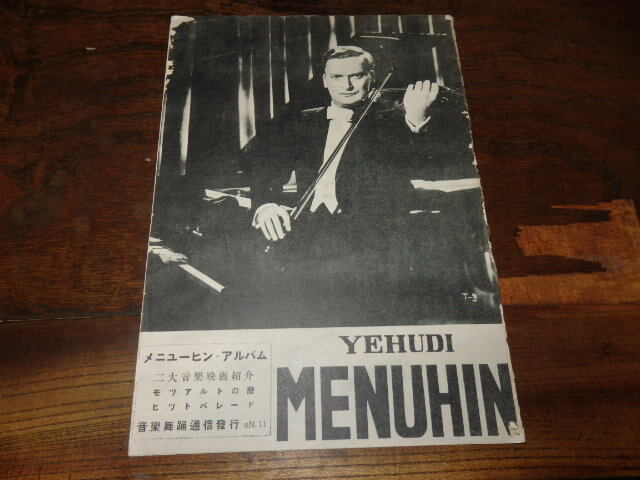 T-3
YEHUDI
MENUHIN
メニューヒン・アルバム
二大音樂映画紹介
モツアルトの戀
ヒツトパレード
音樂舞踊通信發行 oN.11